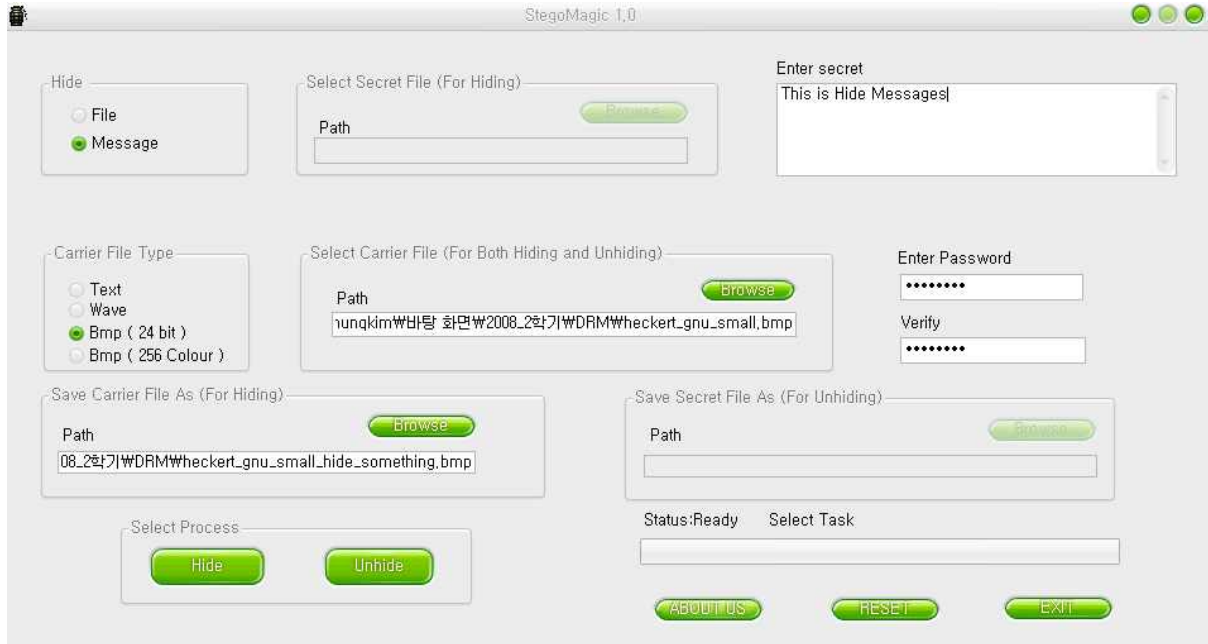 StegoMagic 1,0
Hide
File
Message
Select Secret File (For Hiding)
Browse
Path
Enter secret
This is Hide Messages
Carrier File Type
Text
Wave
Bmp ( 24 bit )
Bmp ( 256 Colour )
Select Carrier File (For Both Hiding and Unhiding)
Browse
Path
hungkim₩바탕 화면₩2008_2학기₩DRM₩heckert_gnu_small,bmp
Enter Password
••••••••
Verify
••••••••
Save Carrier File As (For Hiding)
Browse
Path
08_2학기₩DRM₩heckert_gnu_small_hide_something,bmp
Save Secret File As (For Unhiding)
Browse
Path
Select Process
Hide
Unhide
Status:Ready Select Task
ABOUT US
RESET
EXIT